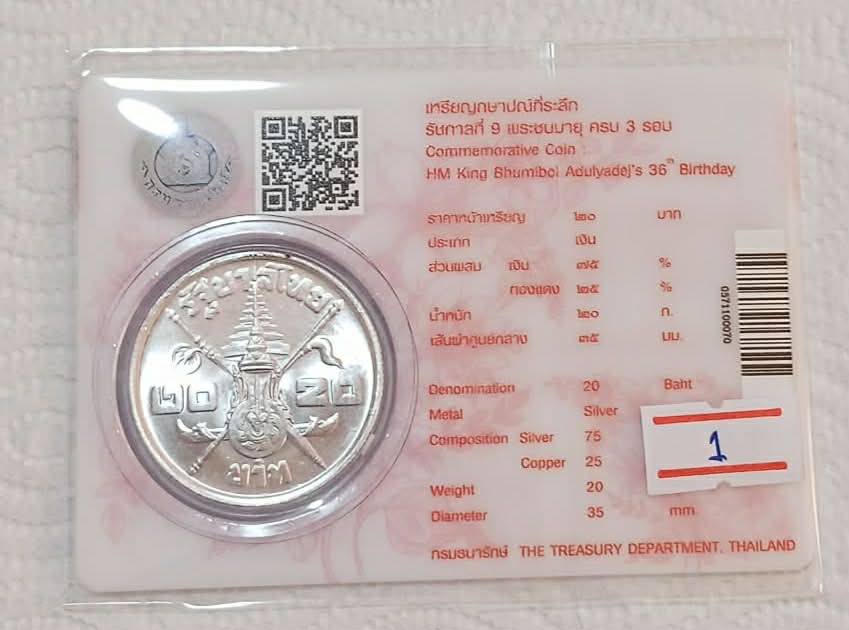 เหรียญกษาปณ์ที่ระลึก
รัชกาลที่ 9 พระชนมายุ ครบ 3 รอบ
Commemorative Coin :
HM King Bhumibol Adulyadej's 36th Birthday
ราคาหน้าเหรียญ ๒๐ บาท
ประเภท เงิน
ส่วนผสม เงิน ๗๕ %
ทองแดง ๒๕ %
น้ำหนัก ๒๐ ก.
เส้นผ่าศูนย์กลาง ๓๕ มม.
Denomination 20 Baht
Metal Silver
Composition Silver 75
Copper 25
Weight 20
Diameter 35 mm.
กรมธนารักษ์ THE TREASURY DEPARTMENT, THAILAND
รัฐบาลไทย
๒๐
บาท
0571100070
1